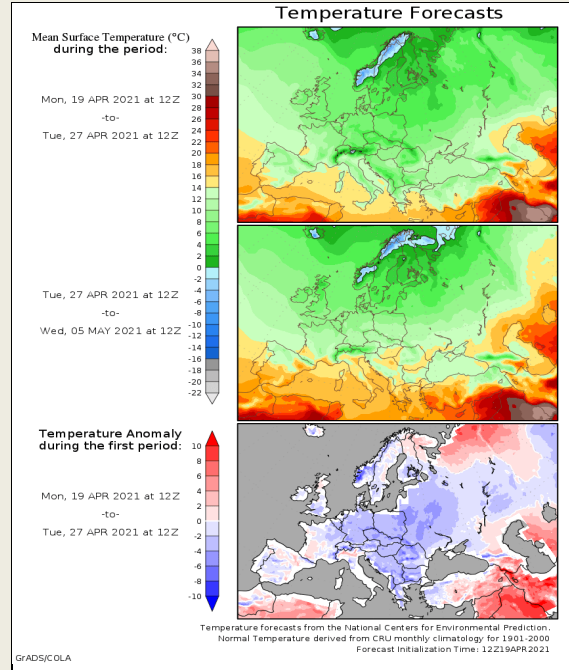 Temperature Forecasts
Mean Surface Temperature (°C)
during the period:
Mon, 19 APR 2021 at 12Z
-to-
Tue, 27 APR 2021 at 12Z
38
36
34
32
30
28
26
24
22
20
18
16
14
12
10
8
6
4
2
0
-2
-4
-6
-8
-10
-12
-14
-16
-18
-20
-22
Tue, 27 APR 2021 at 12Z
-to-
Wed, 05 MAY 2021 at 12Z
Temperature Anomaly
during the first period:
Mon, 19 APR 2021 at 12Z
-to-
Tue, 27 APR 2021 at 12Z
10
8
6
4
2
0
-2
-4
-6
-8
-10
Temperature forecasts from the National Centers for Environmental Prediction.
Normal Temperature derived from CRU monthly climatology for 1901-2000
Forecast Initialization Time: 12Z19APR2021
GrADS/COLA